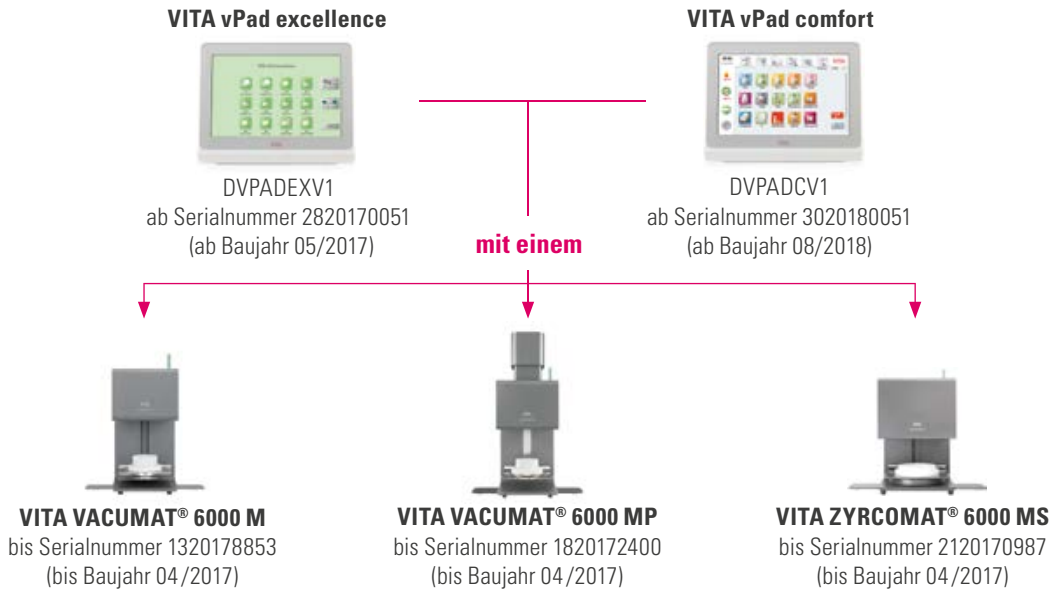 VITA vPad excellence
VITA vPad comfort
DVPADEXV1
ab Serialnummer 2820170051
(ab Baujahr 05/2017)
DVPADCV1
ab Serialnummer 3020180051
(ab Baujahr 08/2018)
mit einem
VITA VACUMAT® 6000 M
bis Serialnummer 1320178853
(bis Baujahr 04/2017)
VITA VACUMAT® 6000 MP
bis Serialnummer 1820172400
(bis Baujahr 04/2017)
VITA ZYRCOMAT® 6000 MS
bis Serialnummer 2120170987
(bis Baujahr 04/2017)